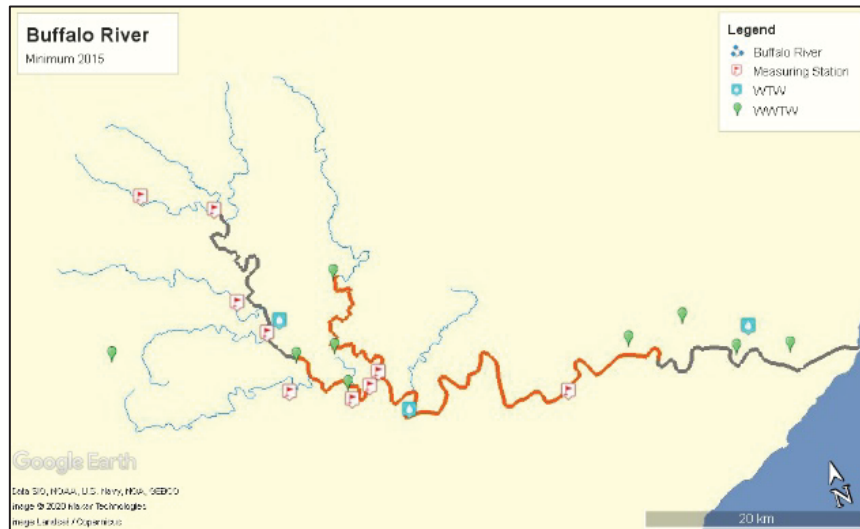 Buffalo River
Minimum 2015
Legend
Buffalo River
Measuring Station
WTW
WWTW
Google Earth
Data SIO, NOAA, U.S. Navy, NGA, GEBCO
Image © 2020 Maxar Technologies
Image Landsat / Copernicus
N
20 km